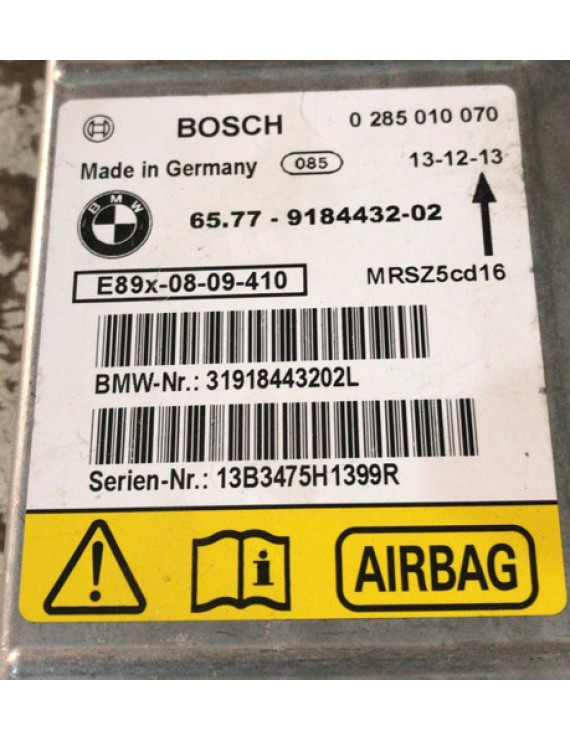 BOSCH 0 285 010 070
Made in Germany 085 13-12-13
BMW 65.77 - 9184432-02
E89x-08-09-410 MRSZ5cd16
BMW-Nr.: 31918443202L
Serien-Nr.: 13B3475H1399R
! i AIRBAG